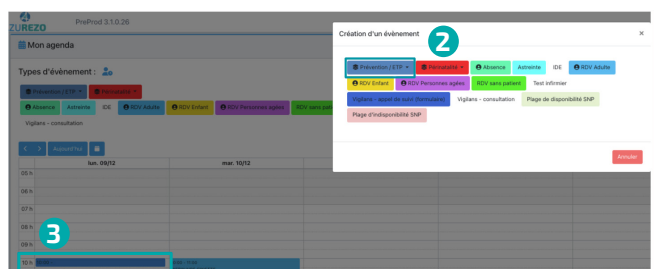 ZUREZO
PreProd 3.1.0.26
Mon agenda
Types d'évènement :
Prévention / ETP
Périnatalité
Absence
Astreinte
IDE
RDV Adulte
RDV Enfant
RDV Personnes agées
RDV sans pati
Vigilans - consultation
Aujourd'hui
lun. 09/12
mar. 10/12
05 h
06 h
07 h
08 h
09 h
10 h
3
Création d'un évènement
×
2
Prévention / ETP
Périnatalité
Absence
Astreinte
IDE
RDV Adulte
RDV Enfant
RDV Personnes agées
RDV sans patient
Test infirmier
Vigilans - appel de suivi (formulaire)
Vigilans - consultation
Plage de disponibilité SNP
Plage d'indisponibilité SNP
Annuler